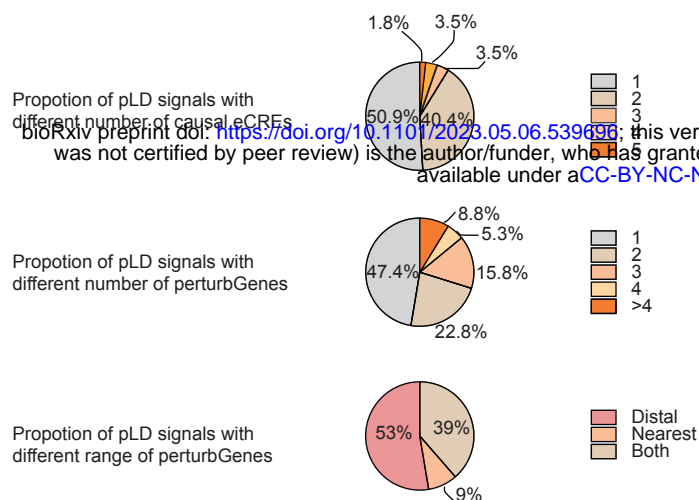 1.8%
3.5%
3.5%
Propotion of pLD signals with
different number of causal eCREs
50.9%
40.4%
1
2
3
4
5
bioRxiv preprint doi: https://doi.org/10.1101/2023.05.06.539696; this ver
was not certified by peer review) is the author/funder, who has grante
available under aCC-BY-NC-N
Propotion of pLD signals with
different number of perturbGenes
8.8%
5.3%
15.8%
22.8%
47.4%
1
2
3
4
>4
Propotion of pLD signals with
different range of perturbGenes
53%
39%
9%
Distal
Nearest
Both